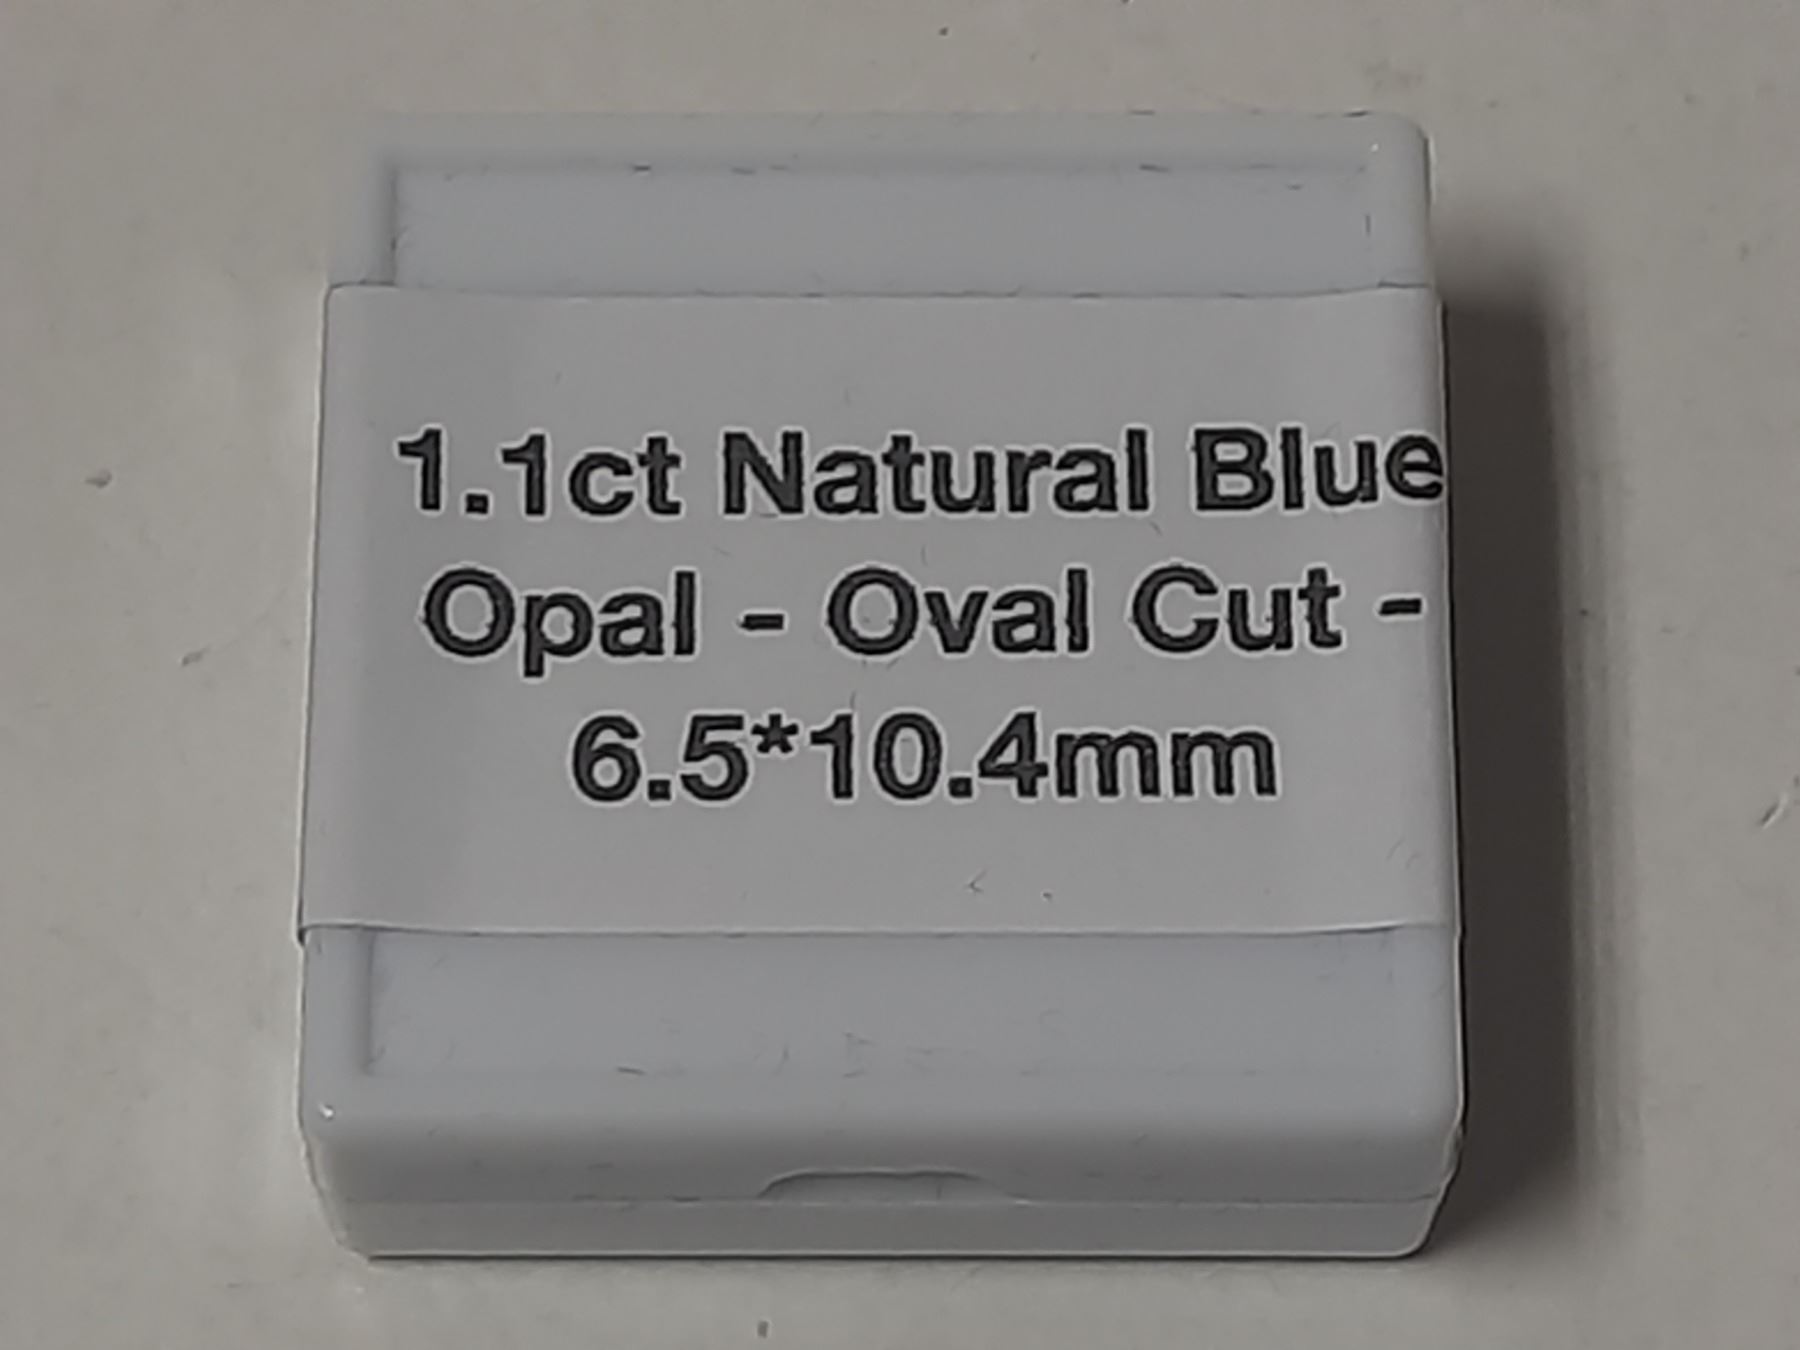 1.1ct Natural Blue
Opal - Oval Cut -
6.5*10.4mm